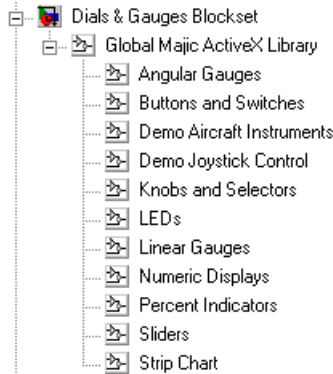 Dials & Gauges Blockset
Global Majic ActiveX Library
Angular Gauges
Buttons and Switches
Demo Aircraft Instruments
Demo Joystick Control
Knobs and Selectors
LEDs
Linear Gauges
Numeric Displays
Percent Indicators
Sliders
Strip Chart